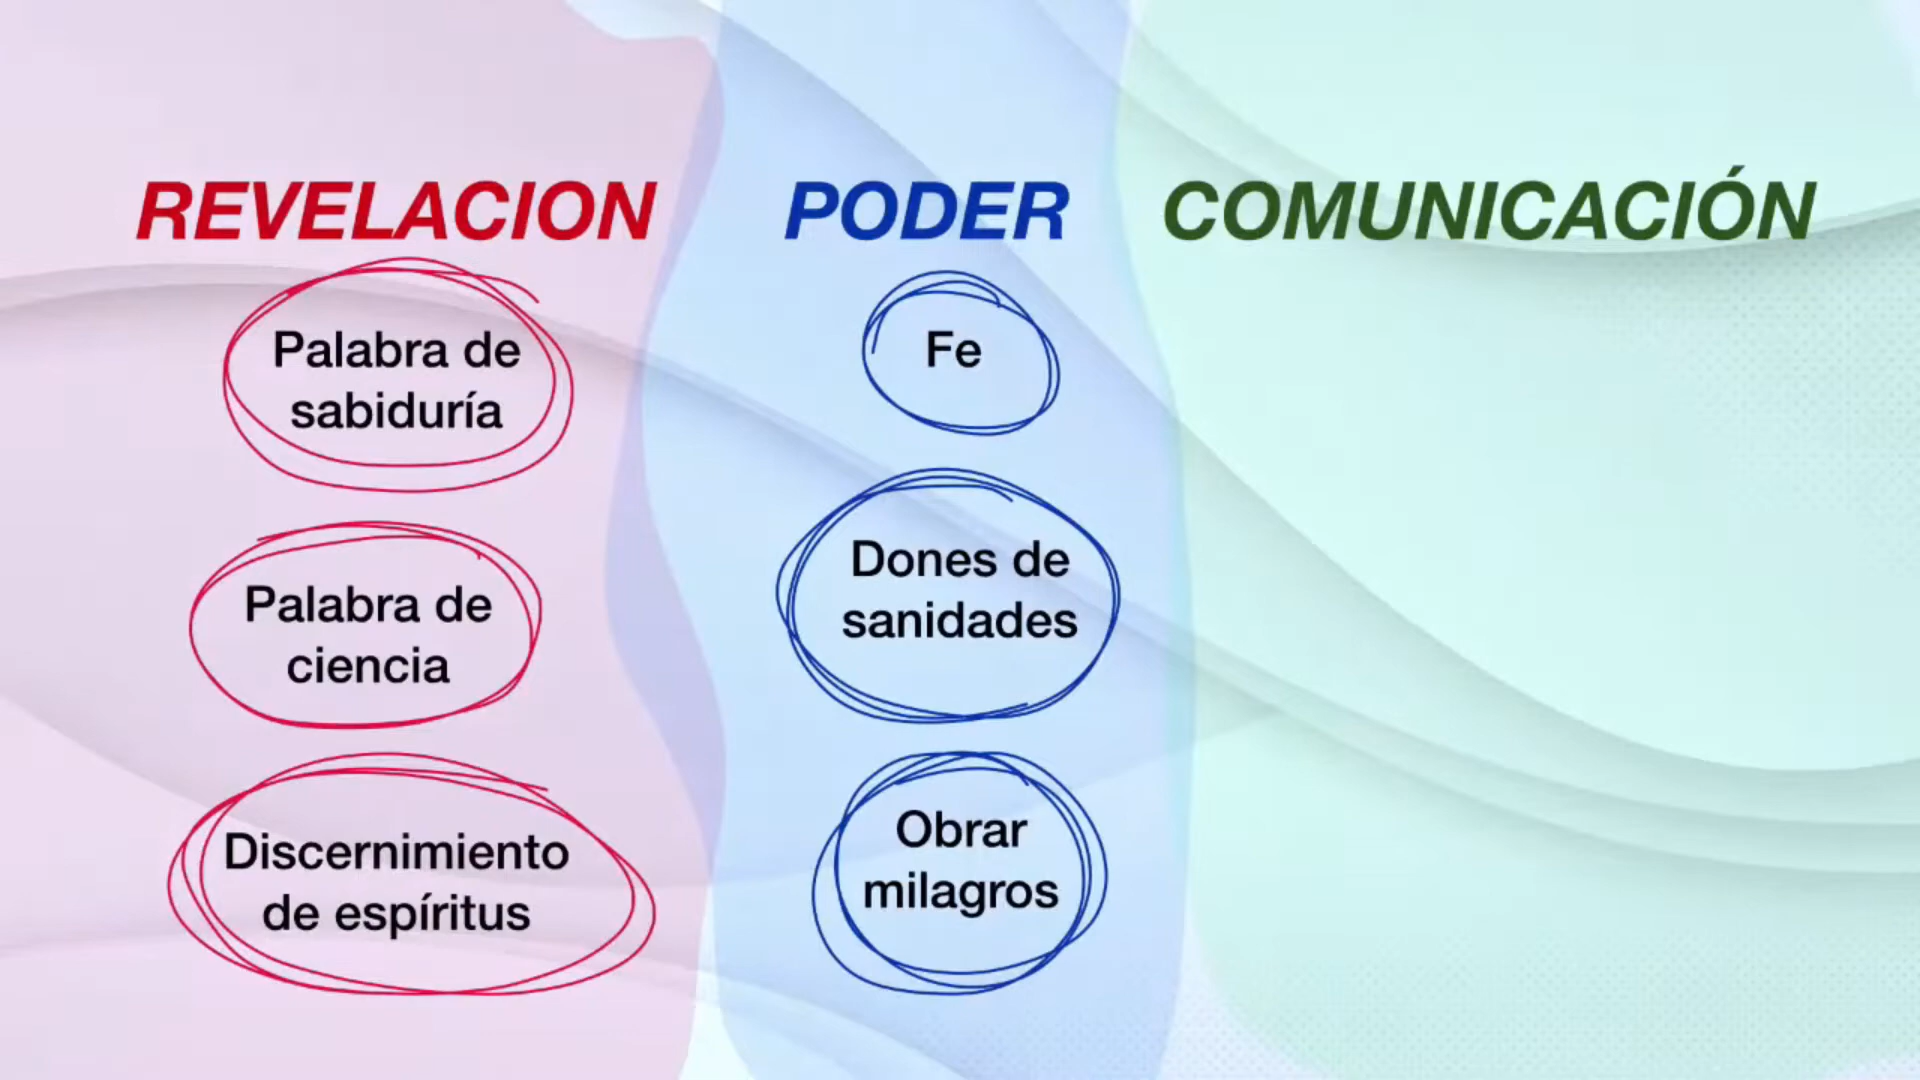 REVELACION
Palabra de
sabiduría
Palabra de
ciencia
Discernimiento
de espíritus
PODER
Fe
Dones de
sanidades
Obrar
milagros
COMUNICACIÓN